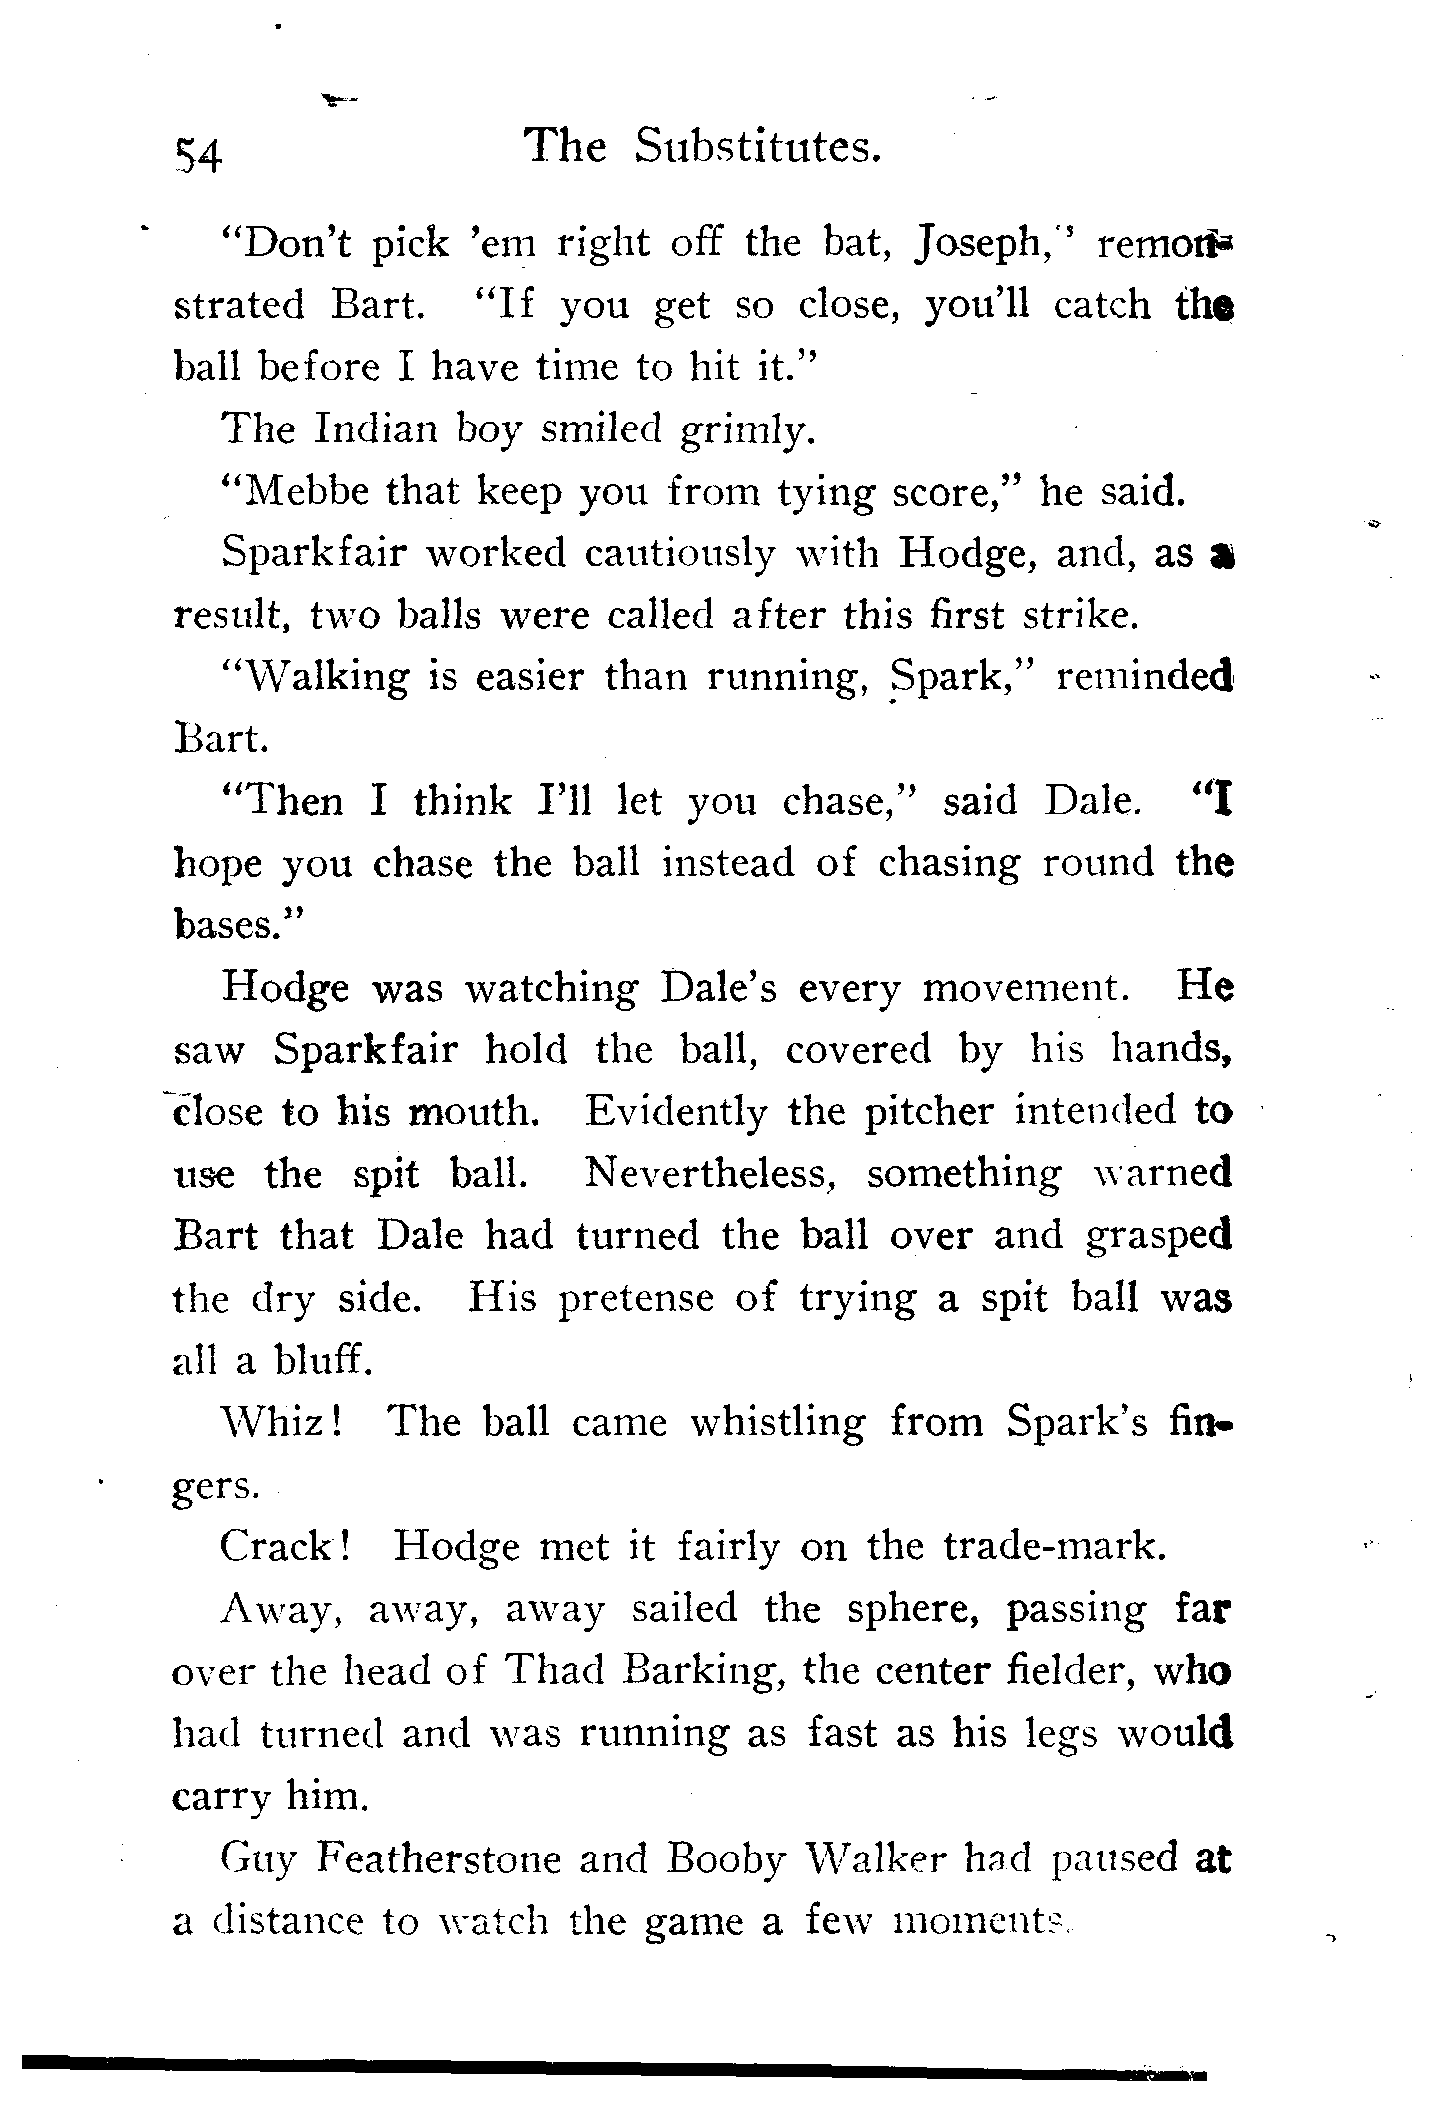 54 The Substitutes.
“Don’t pick ’em right off the bat, Joseph,” remon-
strated Bart. “If you get so close, you’ll catch the
ball before I have time to hit it.”
The Indian boy smiled grimly.
“Mebbe that keep you from tying score,” he said.
Sparkfair worked cautiously with Hodge, and, as a
result, two balls were called after this first strike.
“Walking is easier than running, Spark,” reminded
Bart.
“Then I think I’ll let you chase,” said Dale. “I
hope you chase the ball instead of chasing round the
bases.”
Hodge was watching Dale’s every movement. He
saw Sparkfair hold the ball, covered by his hands,
close to his mouth. Evidently the pitcher intended to
use the spit ball. Nevertheless, something warned
Bart that Dale had turned the ball over and grasped
the dry side. His pretense of trying a spit ball was
all a bluff.
Whiz! The ball came whistling from Spark’s fin-
gers.
Crack! Hodge met it fairly on the trade-mark.
Away, away, away sailed the sphere, passing far
over the head of Thad Barking, the center fielder, who
had turned and was running as fast as his legs would
carry him.
Guy Featherstone and Booby Walker had paused at
a distance to watch the game a few moments.